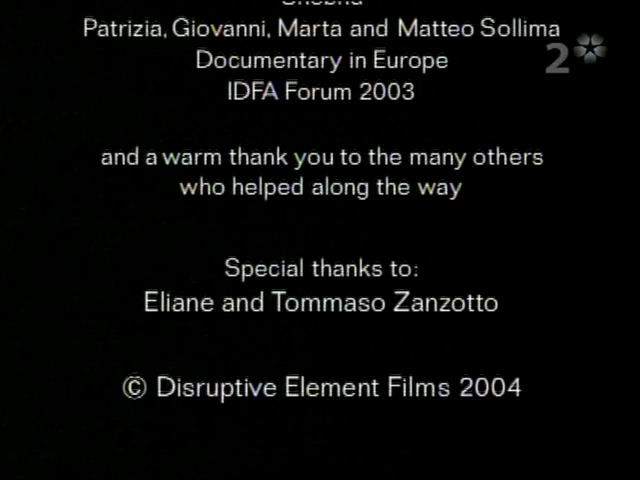 Patrizia, Giovanni, Marta and Matteo Sollima
Documentary in Europe
IDFA Forum 2003
and a warm thank you to the many others
who helped along the way
Special thanks to:
Eliane and Tommaso Zanzotto
© Disruptive Element Films 2004
2